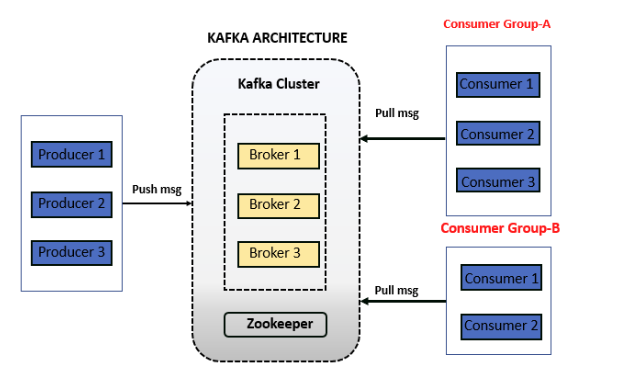 KAFKA ARCHITECTURE
Kafka Cluster
Producer 1
Producer 2
Producer 3
Push msg
Broker 1
Broker 2
Broker 3
Zookeeper
Pull msg
Consumer Group-A
Consumer 1
Consumer 2
Consumer 3
Consumer Group-B
Pull msg
Consumer 1
Consumer 2